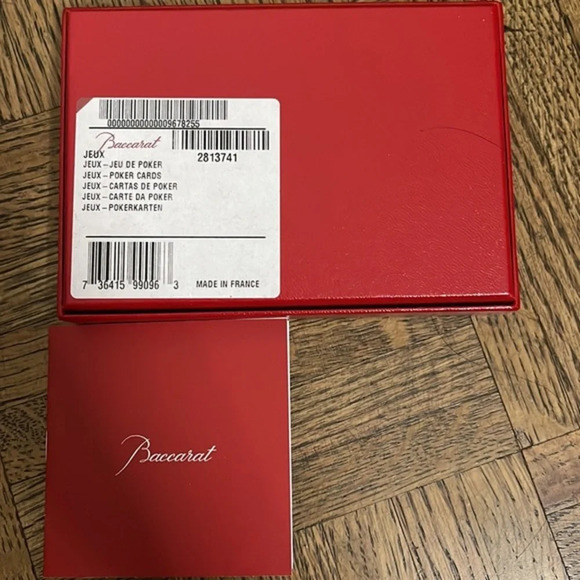 0000000000009678255
Baccarat
JEUX
2813741
JEUX-JEU DE POKER
JEUX-POKER CARDS
JEUX-CARTAS DE POKER
JEUX-CARTE DA POKER
JEUX-POKERKARTEN
7 36415 99096 3
MADE IN FRANCE
Baccarat